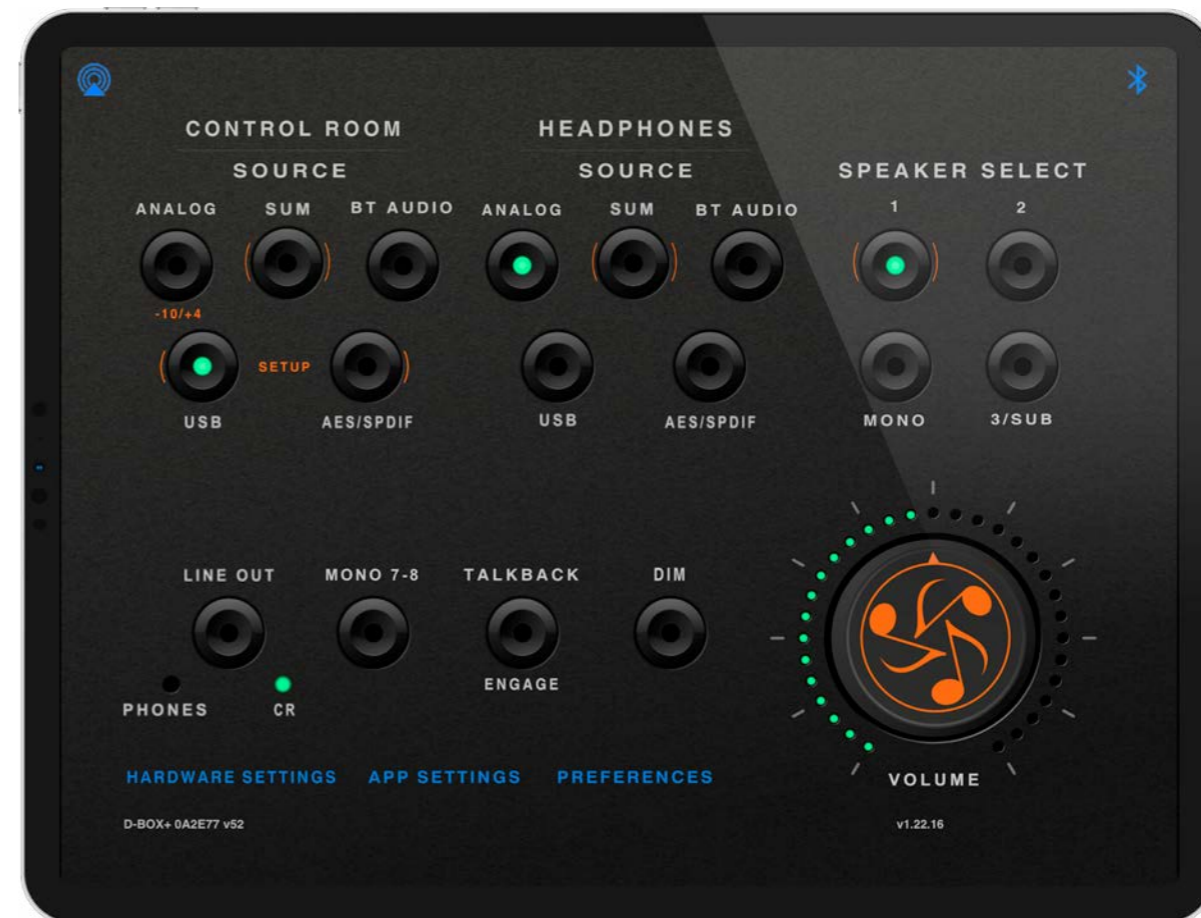 CONTROL ROOM
HEADPHONES
SOURCE
SOURCE
SPEAKER SELECT
ANALOG SUM BT AUDIO
ANALOG SUM BT AUDIO
1 2
-10/+4
SETUP
USB AES/SPDIF
USB AES/SPDIF
MONO 3/SUB
LINE OUT MONO 7-8 TALKBACK DIM
ENGAGE
PHONES CR
HARDWARE SETTINGS APP SETTINGS PREFERENCES
VOLUME
D-BOX+ 0A2E77 v52
v1.22.16